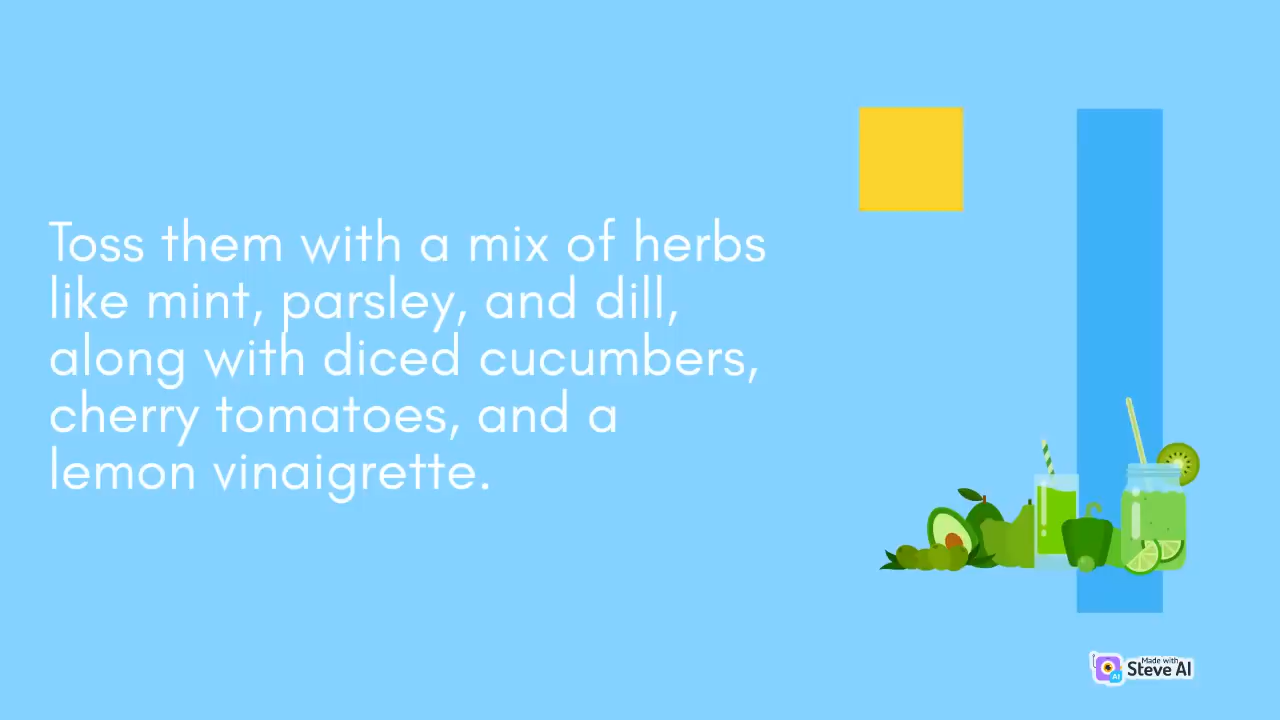 Toss them with a mix of herbs
like mint, parsley, and dill,
along with diced cucumbers,
cherry tomatoes, and a
lemon vinaigrette.
Made with
Steve AI
AI